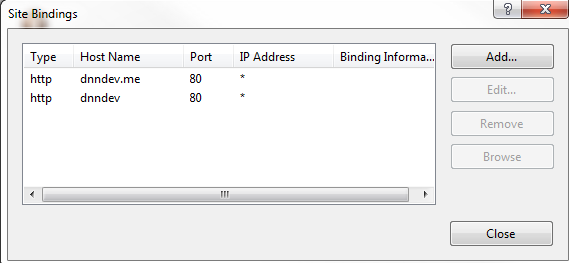 Site Bindings
Type Host Name Port IP Address Binding Informa...
http dnndev.me 80 *
http dnndev 80 *
Add...
Edit...
Remove
Browse
Close